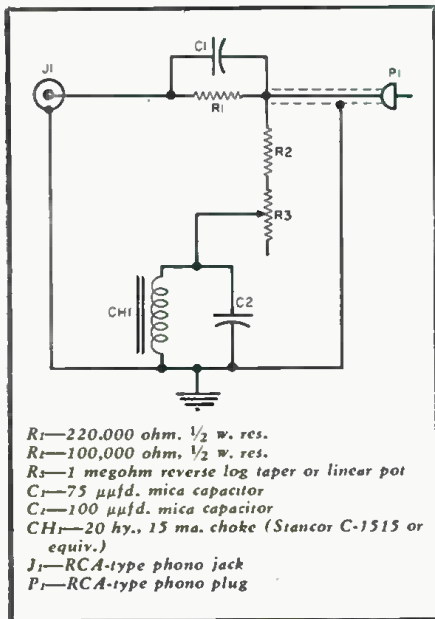 J1
C1
P1
R1
R2
R3
CH1
C2
R1—220.000 ohm. ½ w. res.
R2—100,000 ohm, ½ w. res.
R3—1 megohm reverse log taper or linear pot
C1—75 μμfd. mica capacitor
C2—100 μμfd. mica capacitor
CH1—20 hy., 15 ma. choke (Stancor C-1515 or
equiv.)
J1—RCA-type phono jack
P1—RCA-type phono plug